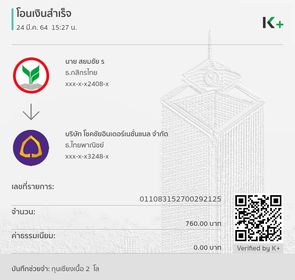 โอนเงินสำเร็จ
24 มี.ค. 64 15:27 น.
K+
นาย สยมชัย ร
ธ.กสิกรไทย
xxx-x-x2408-x
บริษัท โชคชัยอินเตอร์เนชั่นแนล จำกัด
ธ.ไทยพาณิชย์
xxx-x-x3248-x
เลขที่รายการ:
011083152700292125
จำนวน:
760.00 บาท
ค่าธรรมเนียม:
0.00 บาท
Verified by K+
บันทึกช่วยจำ: ทุนเซียงเนื้อ 2 โล